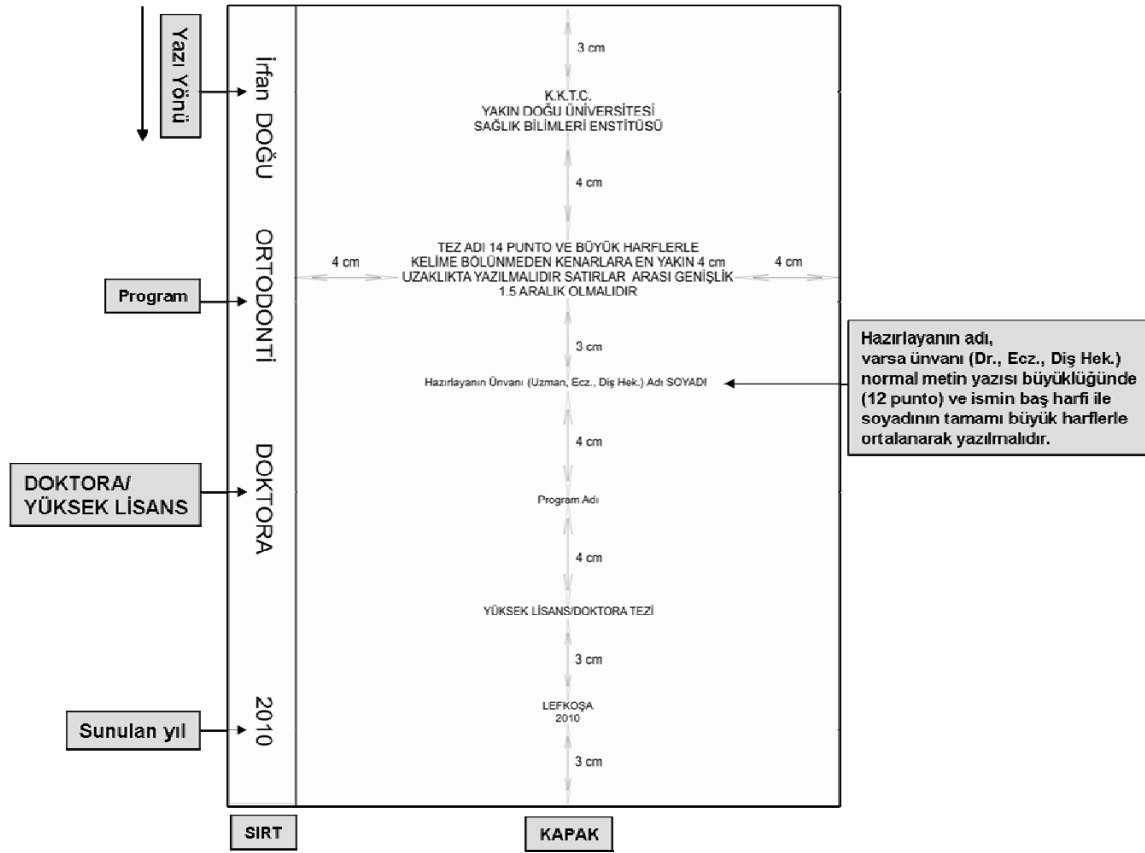 Yazı Yönü
İrfan DOĞU
ORTODONTİ
DOKTORA
2010
Program
DOKTORA/
YÜKSEK LİSANS
Sunulan yıl
SIRT
3 cm
K.K.T.C.
YAKIN DOĞU ÜNİVERSİTESİ
SAĞLIK BİLİMLERİ ENSTİTÜSÜ
4 cm
TEZ ADI 14 PUNTO VE BÜYÜK HARFLERLE
KELİME BÖLÜNMEDEN KENARLARA EN YAKIN 4 cm
UZAKLIKTA YAZILMALIDIR SATIRLAR ARASI GENİŞLİK
1.5 ARALIK OLMALIDIR
4 cm
4 cm
3 cm
Hazırlayanın Ünvanı (Uzman, Ecz., Diş Hek.) Adı SOYADI
4 cm
Program Adı
4 cm
YÜKSEK LİSANS/DOKTORA TEZİ
3 cm
LEFKOŞA
2010
3 cm
KAPAK
Hazırlayanın adı,
varsa ünvanı (Dr., Ecz., Diş Hek.)
normal metin yazısı büyüklüğünde
(12 punto) ve ismin baş harfi ile
soyadının tamamı büyük harflerle
ortalanarak yazılmalıdır.